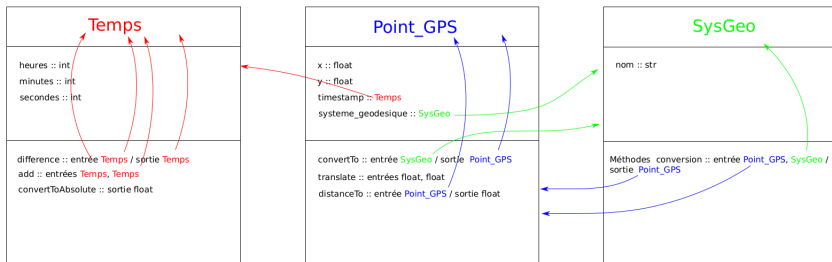 Temps
heures :: int
minutes :: int
secondes :: int
difference :: entrée Temps / sortie Temps
add :: entrées Temps, Temps
convertToAbsolute :: sortie float
Point_GPS
x :: float
y :: float
timestamp :: Temps
systeme_geodesique :: SysGeo
convertTo :: entrée SysGeo / sortie Point_GPS
translate :: entrées float, float
distanceTo :: entrée Point_GPS / sortie float
SysGeo
nom :: str
Méthodes conversion :: entrée Point_GPS, SysGeo /
sortie Point_GPS